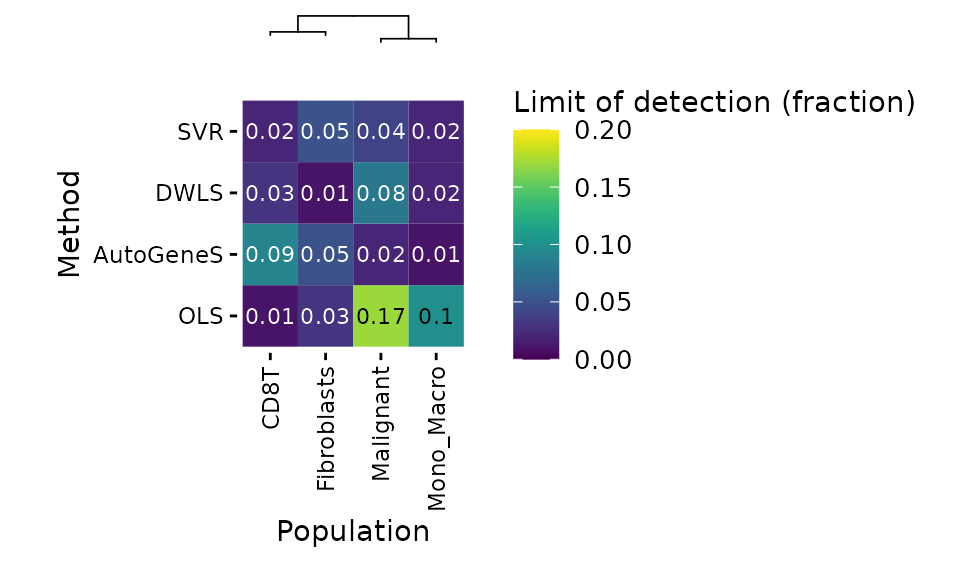 Limit of detection (fraction)
0.20
0.15
0.10
0.05
0.00
Method
SVR 0.02 0.05 0.04 0.02
DWLS 0.03 0.01 0.08 0.02
AutoGeneS 0.09 0.05 0.02 0.01
OLS 0.01 0.03 0.17 0.1
CD8T
Fibroblasts
Malignant
Mono_Macro
Population